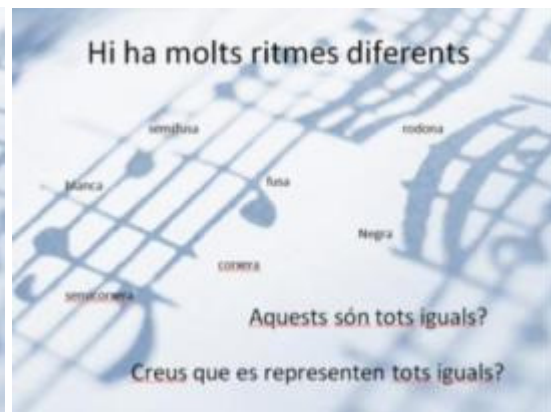 Hi ha molts ritmes diferents
semifusa
rodona
blanca
fusa
Negra
corxera
semicorxera
Aquests són tots iguals?
Creus que es representen tots iguals?